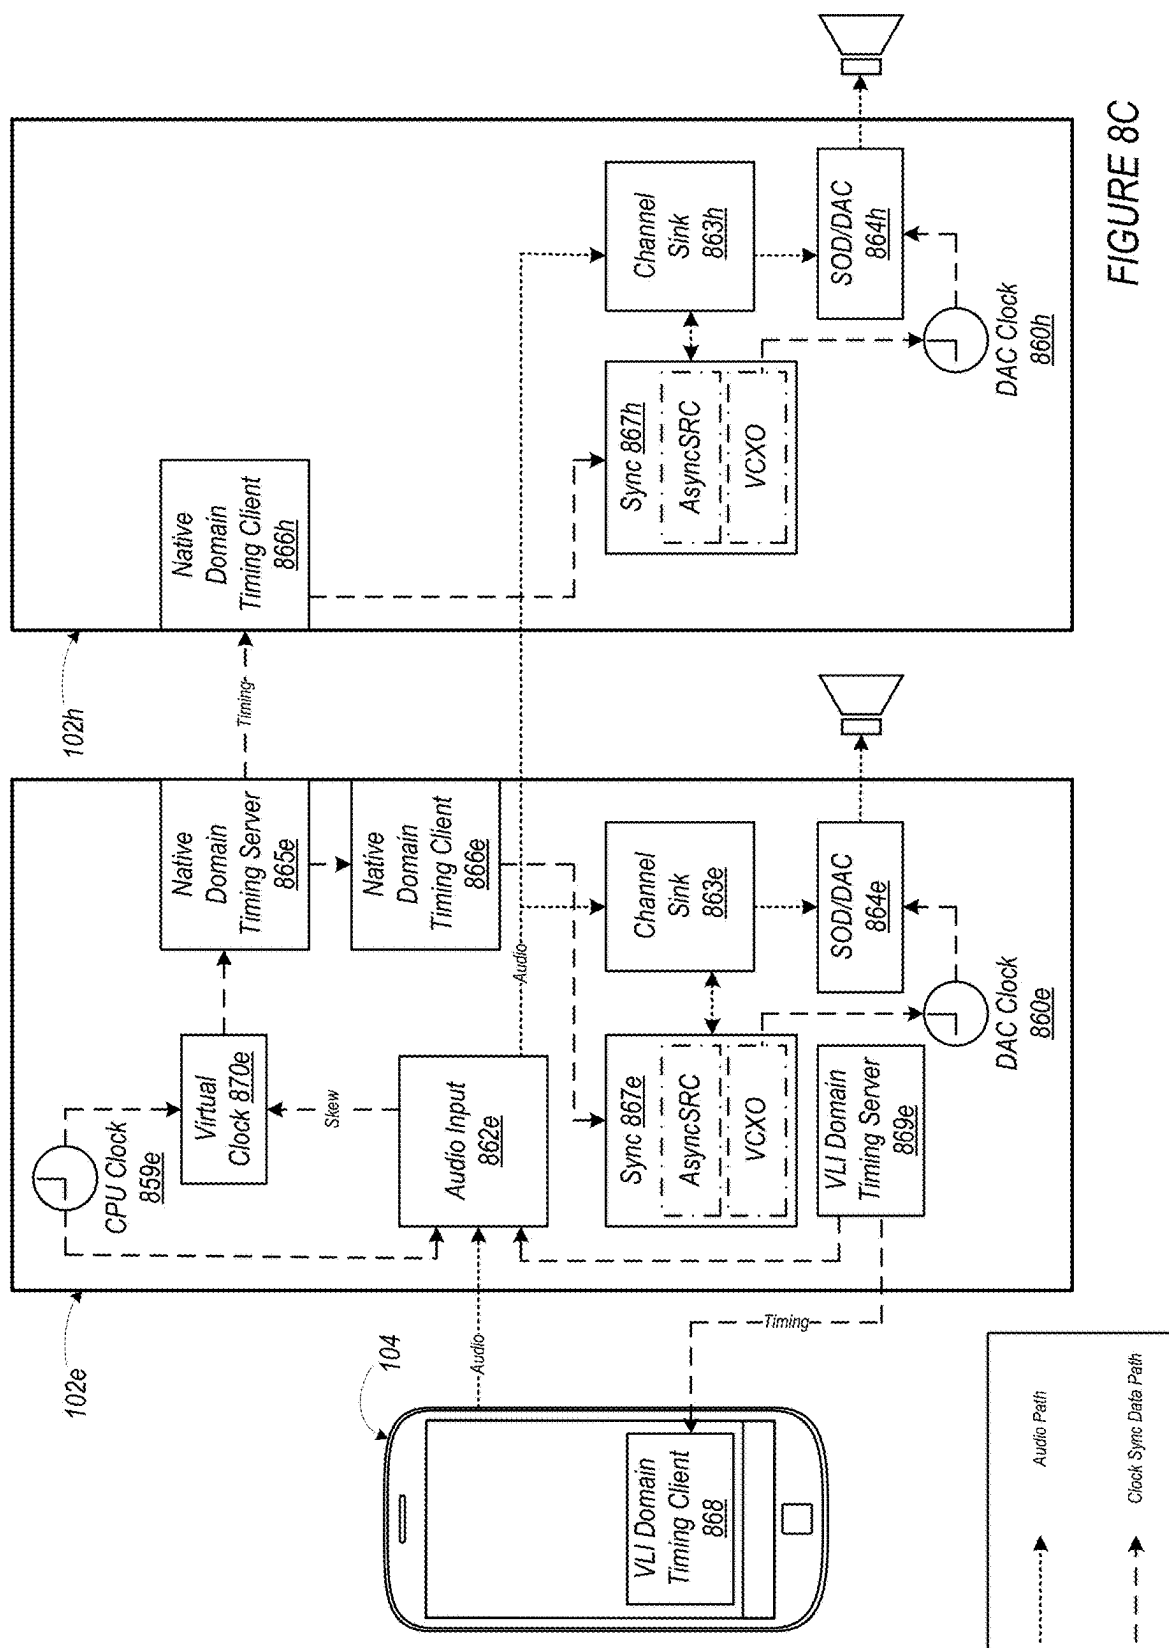 102e
CPU Clock
859e
Virtual
Clock 870e
Native
Domain
Timing Server
865e
Timing
102h
Native
Domain
Timing Client
866h
Skew
Native
Domain
Timing Client
866e
104
Audio
Audio Input
862e
Audio
VLI Domain
Timing Client
868
Timing
Sync 867e
AsyncSRC
VCXO
Channel
Sink
863e
Sync 867h
AsyncSRC
VCXO
Channel
Sink
863h
VLI Domain
Timing Server
869e
SOD/DAC
864e
SOD/DAC
864h
DAC Clock
860e
DAC Clock
860h
Audio Path
Clock Sync Data Path
FIGURE 8C